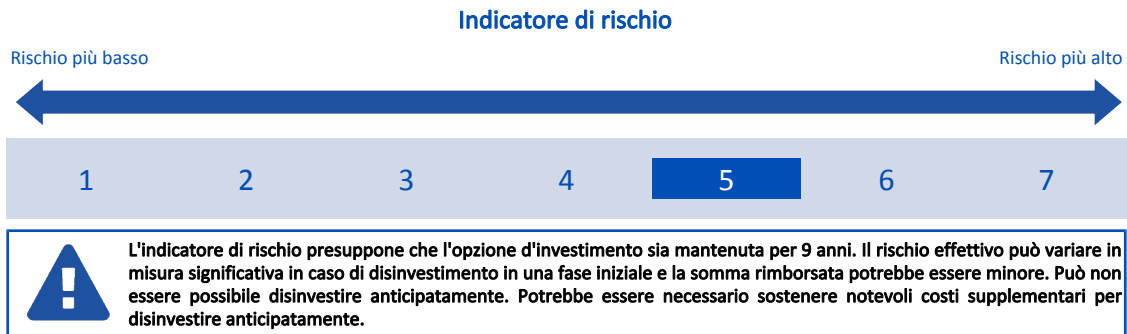 Indicatore di rischio
Rischio più basso
Rischio più alto
1 2 3 4 5 6 7
L'indicatore di rischio presuppone che l'opzione d'investimento sia mantenuta per 9 anni. Il rischio effettivo può variare in
misura significativa in caso di disinvestimento in una fase iniziale e la somma rimborsata potrebbe essere minore. Può non
essere possibile disinvestire anticipatamente. Potrebbe essere necessario sostenere notevoli costi supplementari per
disinvestire anticipatamente.